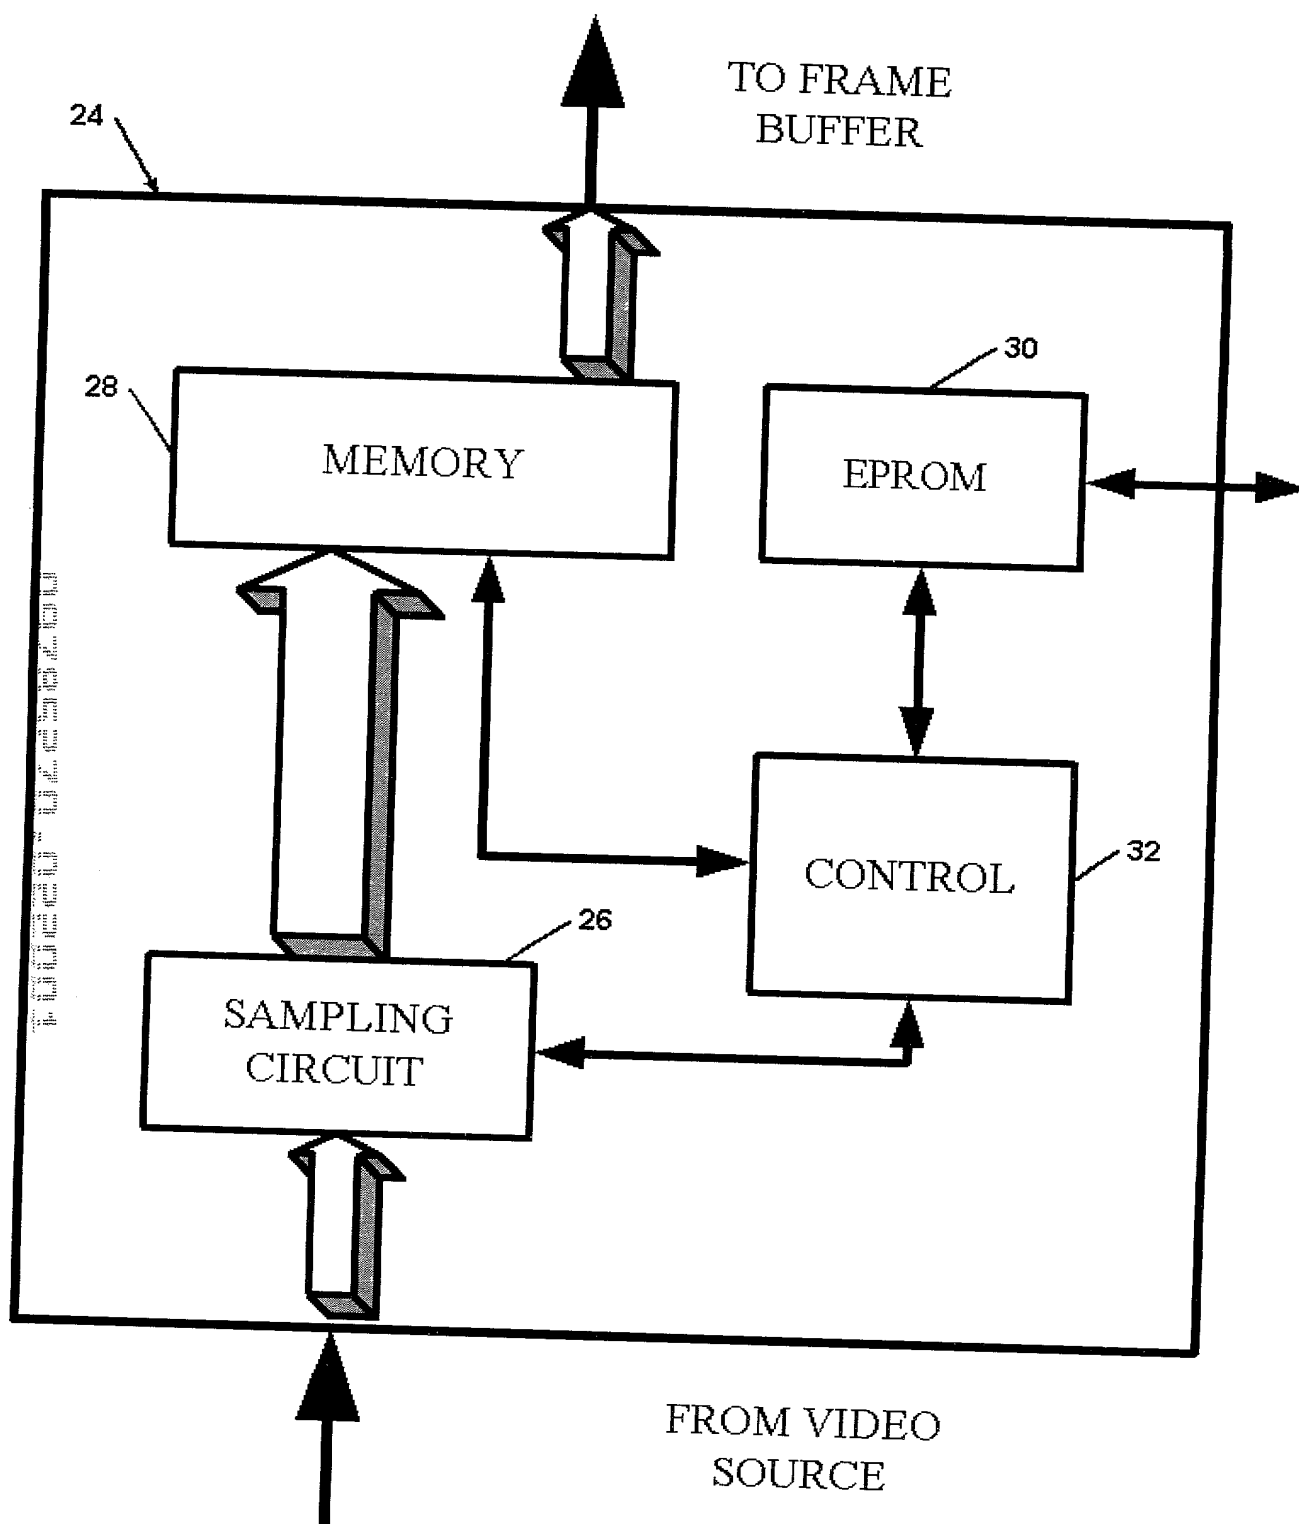 TO FRAME
BUFFER
24
30
28
MEMORY
EPROM
32
CONTROL
26
SAMPLING
CIRCUIT
FROM VIDEO
SOURCE